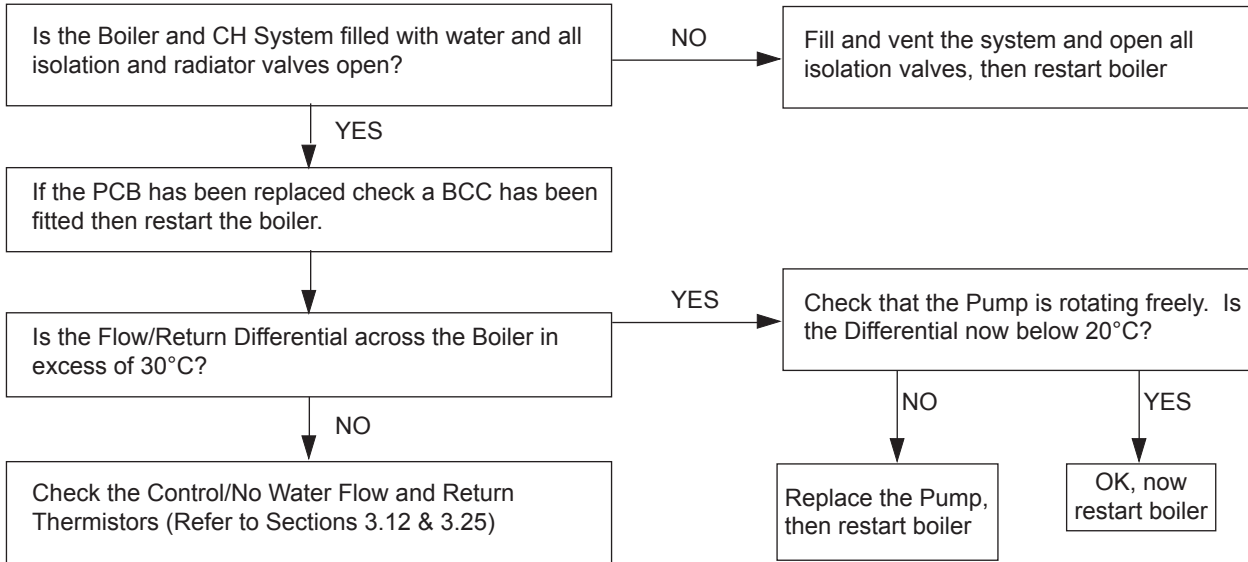 Is the Boiler and CH System filled with water and all
isolation and radiator valves open?
NO
Fill and vent the system and open all
isolation valves, then restart boiler
YES
If the PCB has been replaced check a BCC has been
fitted then restart the boiler.
Is the Flow/Return Differential across the Boiler in
excess of 30°C?
YES
Check that the Pump is rotating freely.  Is
the Differential now below 20°C?
NO
Check the Control/No Water Flow and Return
Thermistors (Refer to Sections 3.12 & 3.25)
NO
Replace the Pump,
then restart boiler
YES
OK, now
restart boiler